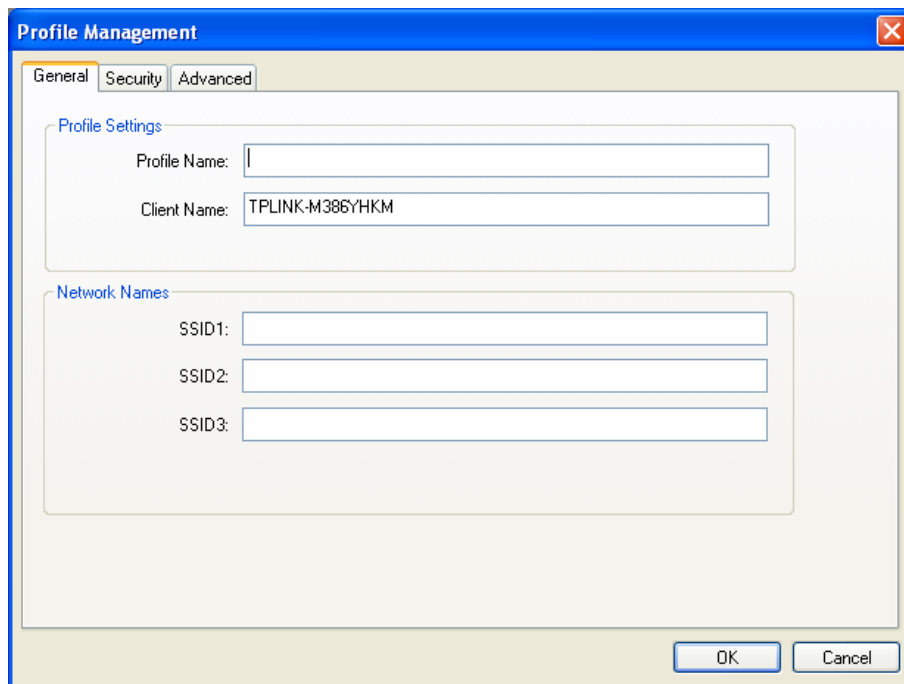 Profile Management
General Security Advanced
Profile Settings
Profile Name:
Client Name: TPLINK-M386YHKM
Network Names
SSID1:
SSID2:
SSID3:
OK Cancel